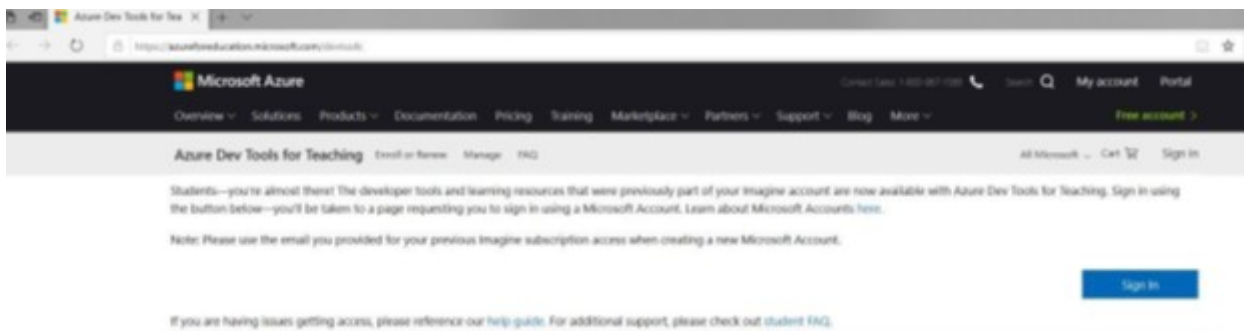 Azure Dev Tools for Tea
https://azureforeducation.microsoft.com/devtools
Microsoft Azure
Contact Sales: Search My account Portal
Overview Solutions Products Documentation Pricing Training Marketplace Partners Support Blog More Free account >
Azure Dev Tools for Teaching Enroll or Renew Manage FAQ All Microsoft Cart Sign in
Students—you're almost there! The developer tools and learning resources that were previously part of your Imagine account are now available with Azure Dev Tools for Teaching. Sign in using
the button below—you'll be taken to a page requesting you to sign in using a Microsoft Account. Learn about Microsoft Accounts here.
Note: Please use the email you provided for your previous Imagine subscription access when creating a new Microsoft Account.
Sign In
If you are having issues getting access, please reference our help guide. For additional support, please check out student FAQ.